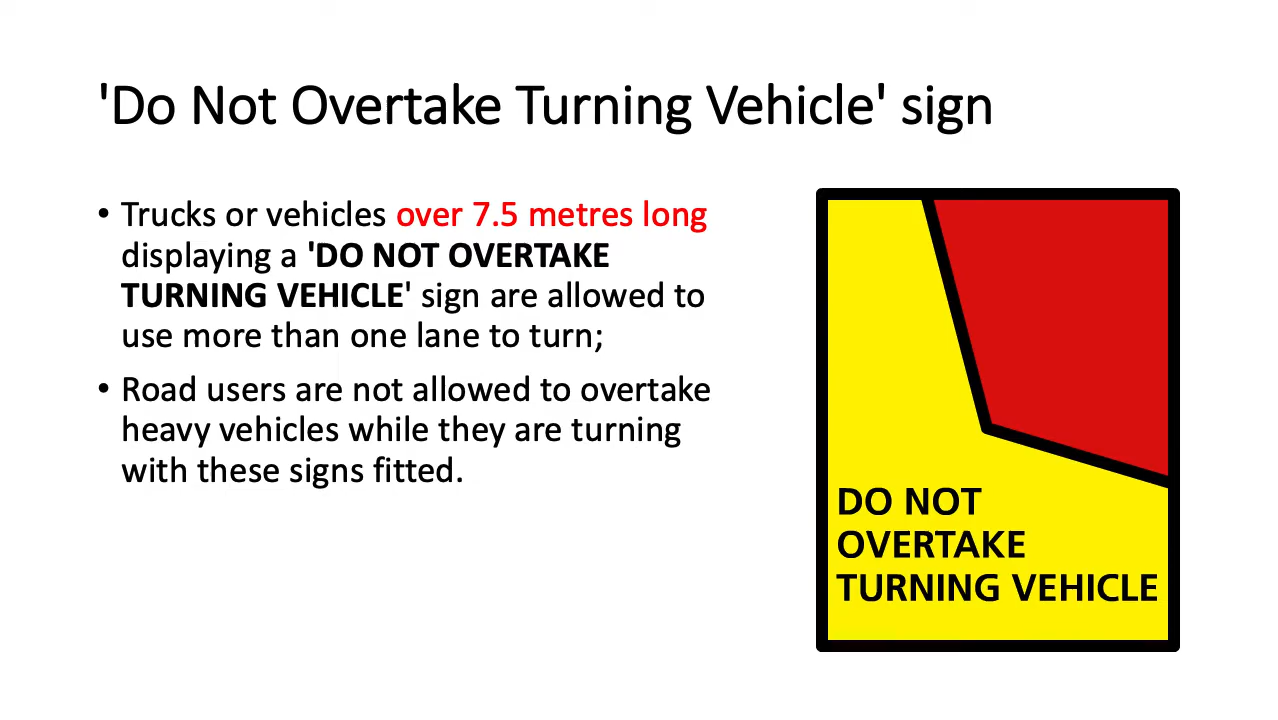 'Do Not Overtake Turning Vehicle' sign
• Trucks or vehicles over 7.5 metres long
displaying a 'DO NOT OVERTAKE
TURNING VEHICLE' sign are allowed to
use more than one lane to turn;
• Road users are not allowed to overtake
heavy vehicles while they are turning
with these signs fitted.
DO NOT
OVERTAKE
TURNING VEHICLE